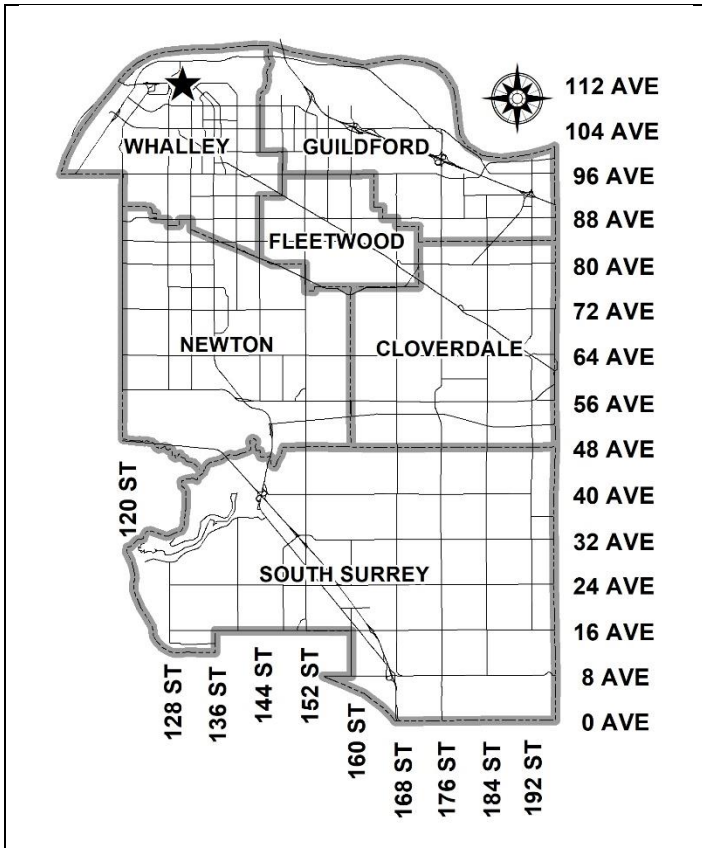 112 AVE
104 AVE
WHALLEY
GUILDFORD
96 AVE
88 AVE
FLEETWOOD
80 AVE
72 AVE
NEWTON
CLOVERDALE
64 AVE
56 AVE
48 AVE
120 ST
40 AVE
32 AVE
SOUTH SURREY
24 AVE
16 AVE
8 AVE
0 AVE
128 ST
136 ST
144 ST
152 ST
160 ST
168 ST
176 ST
184 ST
192 ST